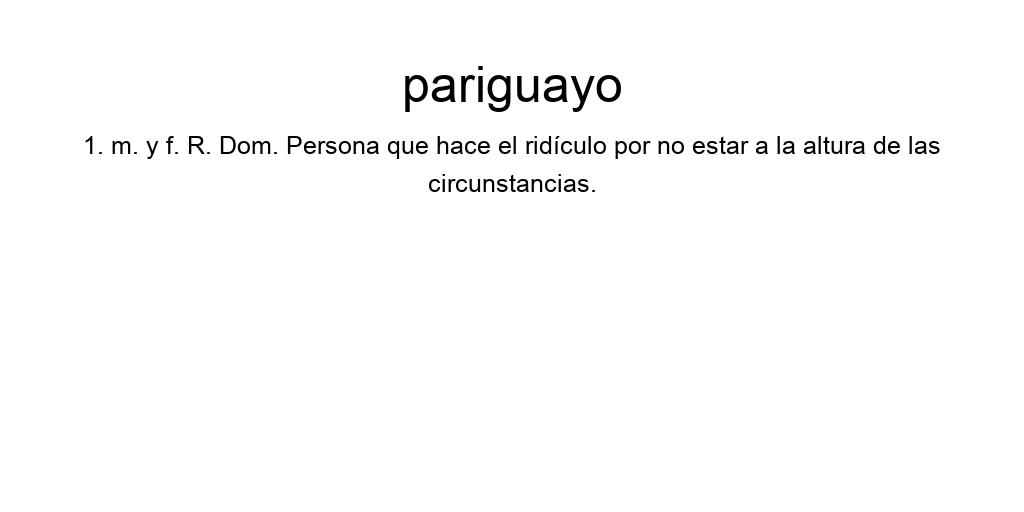 pariguayo
1. m. y f. R. Dom. Persona que hace el ridículo por no estar a la altura de las
circunstancias.